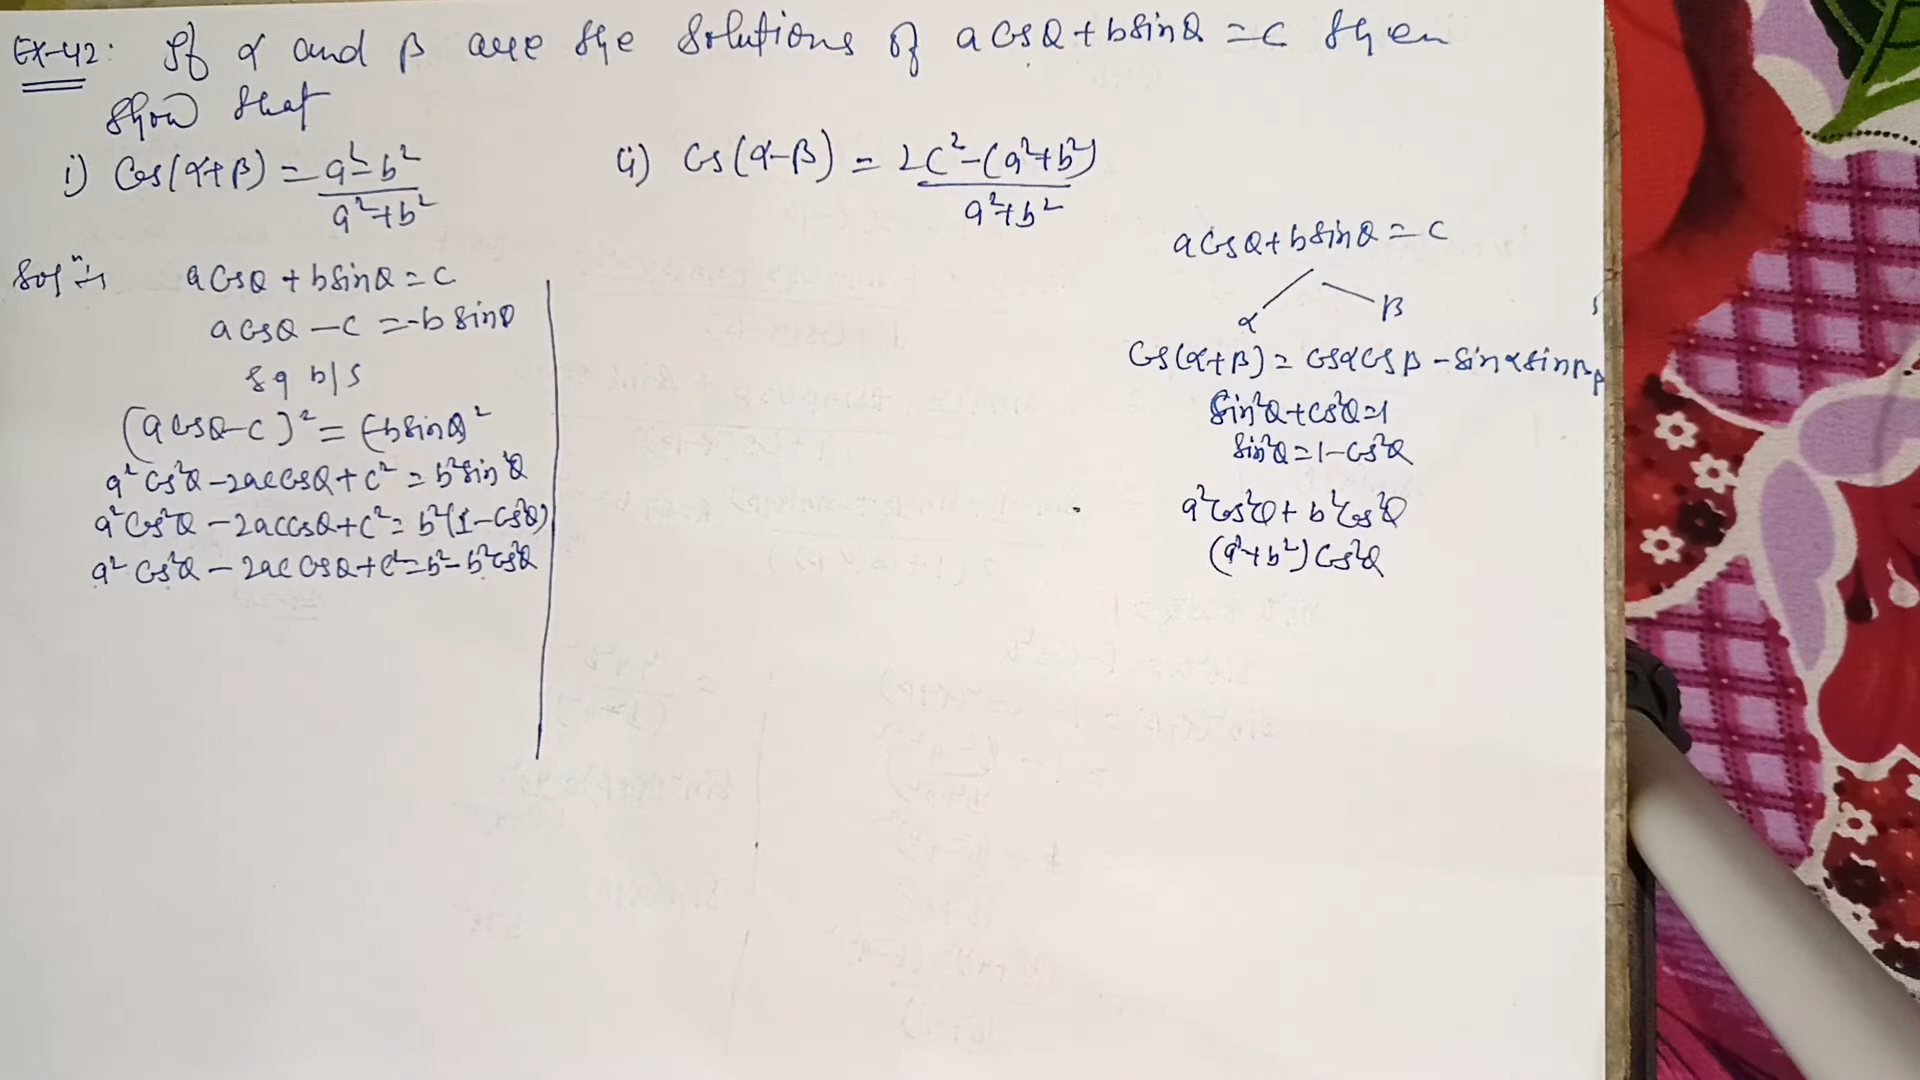 Ex-42: If α and β are the solutions of a cosθ + b sinθ = c then
show that
i) Cos(α+β) = a²-b² / a²+b²   ii) Cos(α-β) = 2c²-(a²+b²) / a²+b²
Solⁿ:- a Cosθ + b Sinθ = c
a cosθ - c = -b sinθ
sq b/s
(a cosθ - c)² = (-b sinθ)²
a² cos²θ - 2ac cosθ + c² = b² sin²θ
a² cos²θ - 2ac cosθ + c² = b²(1 - cos²θ)
a² cos²θ - 2ac cosθ + c² = b² - b² cos²θ
a cosθ + b sinθ = c
α β
Cos(α+β) = cosα cosβ - sinα sinβ
Sin²θ + cos²θ = 1
Sin²θ = 1 - cos²θ
a² cos²θ + b² cos²θ
(a²+b²) cos²θ